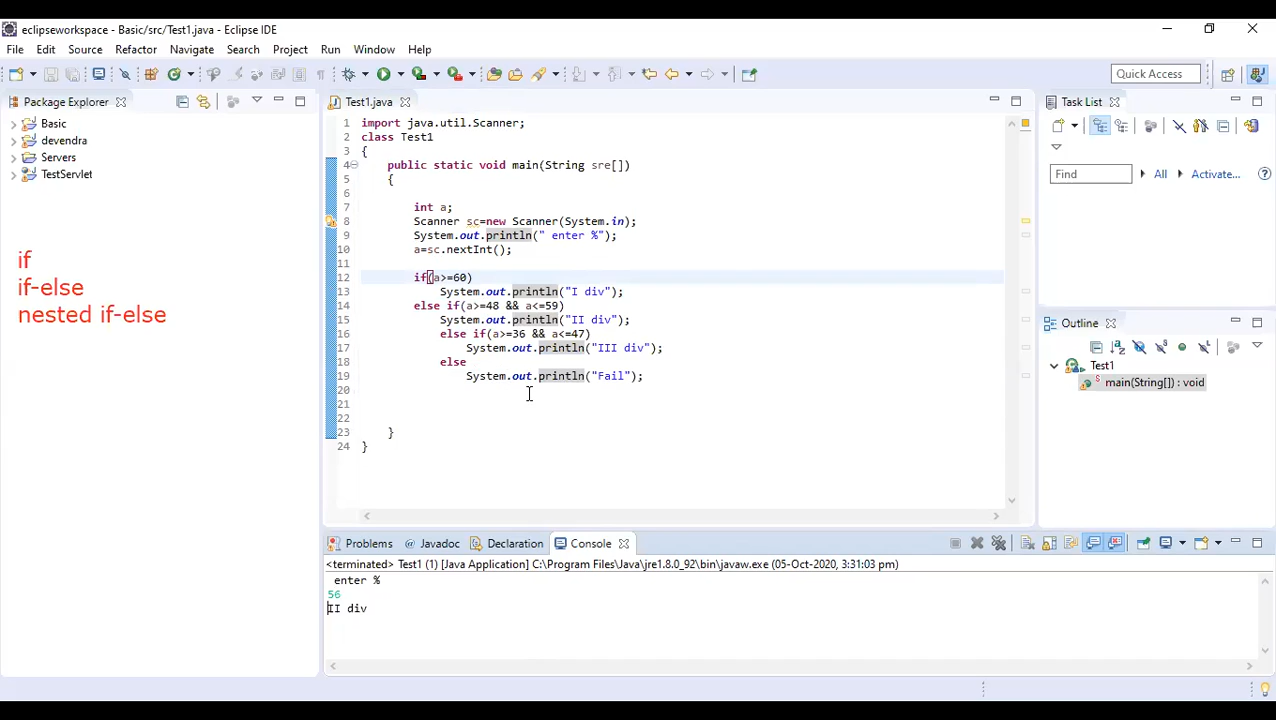 eclipseworkspace - Basic/src/Test1.java - Eclipse IDE
File Edit Source Refactor Navigate Search Project Run Window Help
Quick Access
Package Explorer
Basic
devendra
Servers
TestServlet
if
if-else
nested if-else
Test1.java
1 import java.util.Scanner;
2 class Test1
3 {
4 public static void main(String sre[])
5 {
6
7 int a;
8 Scanner sc=new Scanner(System.in);
9 System.out.println(" enter %");
10 a=sc.nextInt();
11
12 if(a>=60)
13 System.out.println("I div");
14 else if(a>=48 && a<=59)
15 System.out.println("II div");
16 else if(a>=36 && a<=47)
17 System.out.println("III div");
18 else
19 System.out.println("Fail");
20
21
22
23 }
24 }
Task List
Find All Activate...
Outline
Test1
main(String[]) : void
Problems @ Javadoc Declaration Console
<terminated> Test1 (1) [Java Application] C:\Program Files\Java\jre1.8.0_92\bin\javaw.exe (05-Oct-2020, 3:31:03 pm)
enter %
56
II div